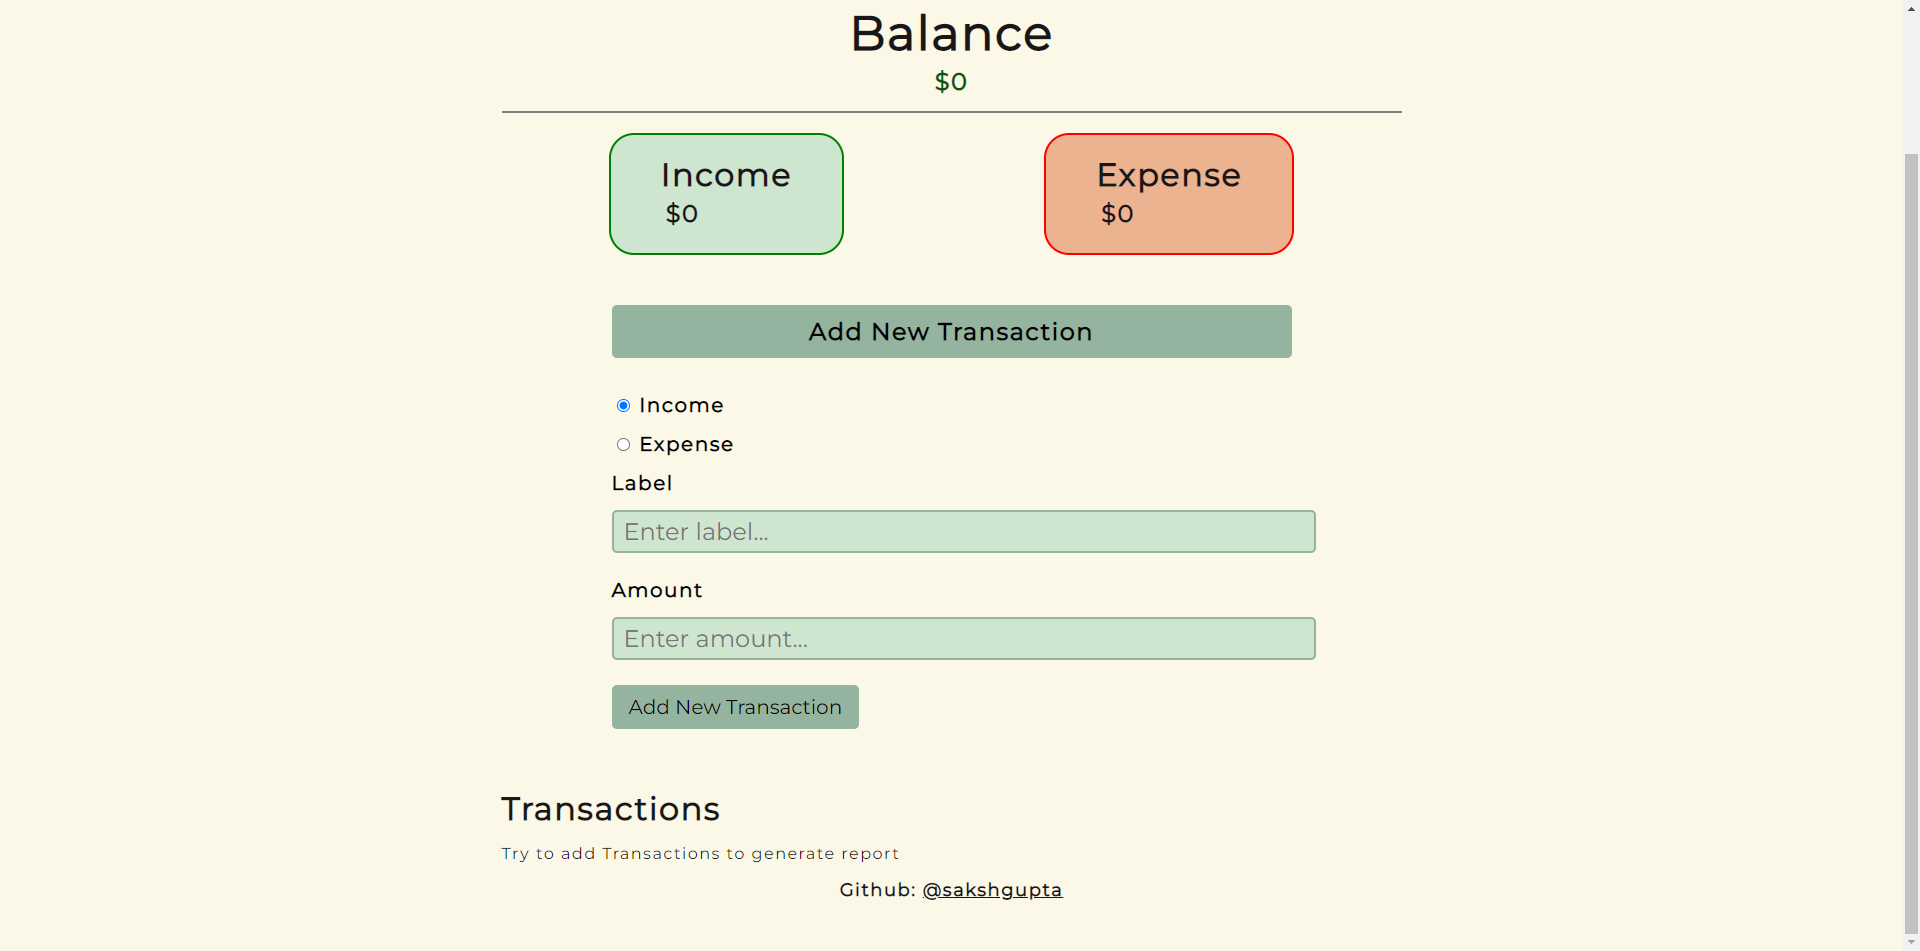 Balance
$0
Income
$0
Expense
$0
Add New Transaction
Income
Expense
Label
Enter label...
Amount
Enter amount...
Add New Transaction
Transactions
Try to add Transactions to generate report
Github: @sakshgupta